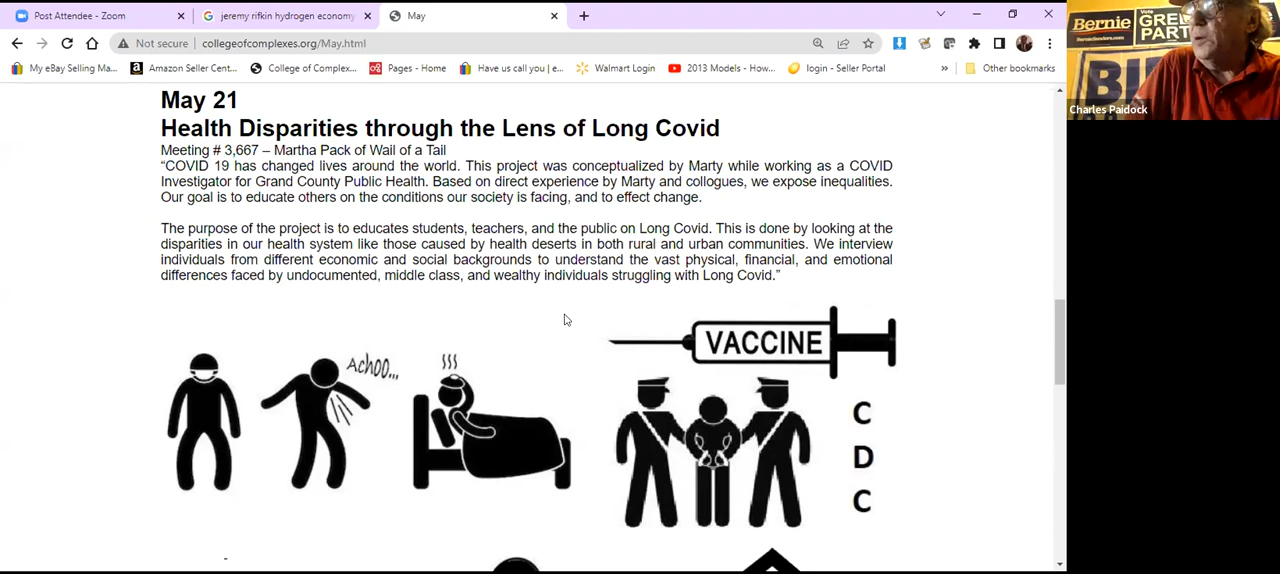 Post Attendee - Zoom
jeremy rifkin hydrogen economy
May
Not secure | collegeofcomplexes.org/May.html
My eBay Selling Ma...
Amazon Seller Cent...
College of Complex...
Pages - Home
Have us call you | e...
Walmart Login
2013 Models - How...
login - Seller Portal
»
Other bookmarks
May 21
Health Disparities through the Lens of Long Covid
Meeting # 3,667 – Martha Pack of Wail of a Tail
“COVID 19 has changed lives around the world. This project was conceptualized by Marty while working as a COVID
Investigator for Grand County Public Health. Based on direct experience by Marty and collogues, we expose inequalities.
Our goal is to educate others on the conditions our society is facing, and to effect change.
The purpose of the project is to educates students, teachers, and the public on Long Covid. This is done by looking at the
disparities in our health system like those caused by health deserts in both rural and urban communities. We interview
individuals from different economic and social backgrounds to understand the vast physical, financial, and emotional
differences faced by undocumented, middle class, and wealthy individuals struggling with Long Covid.”
Achoo...
VACCINE
C
D
C
Bernie
Vote
GRE
PART
Charles Paidock